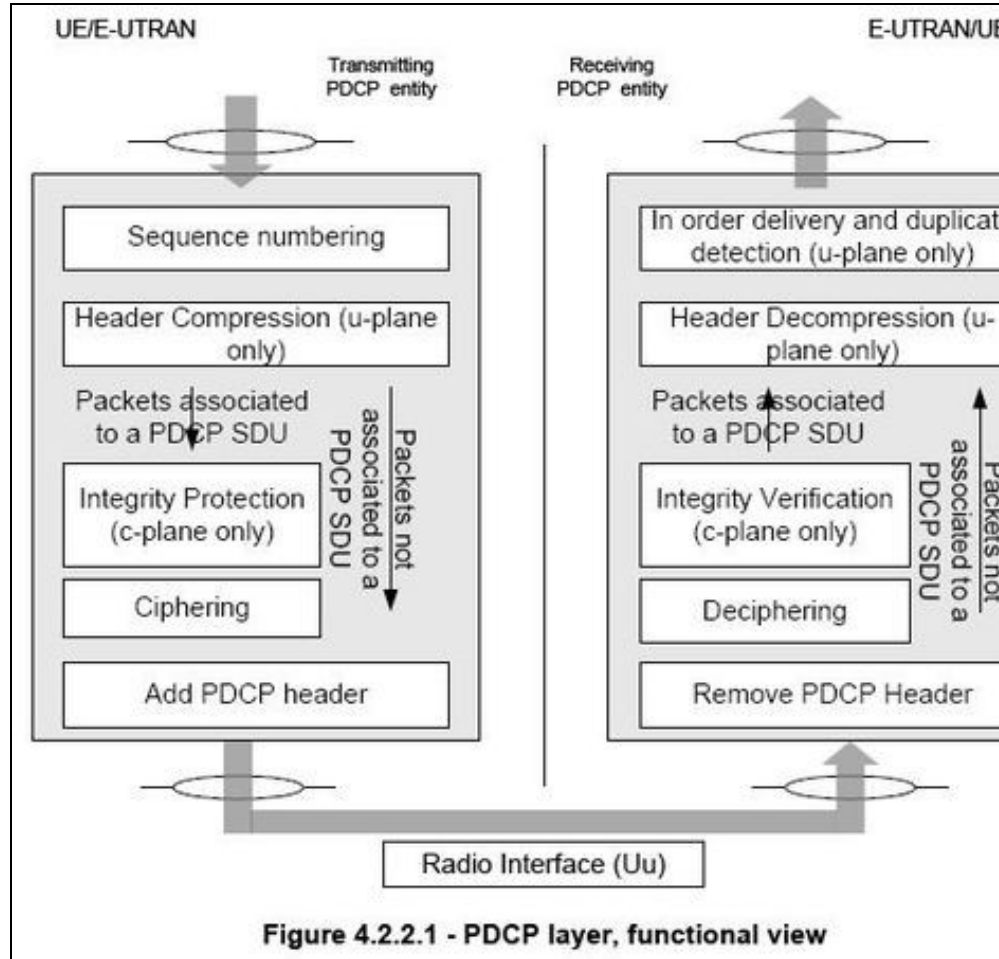 UE/E-UTRAN
E-UTRAN/UE
Transmitting
PDCP entity
Receiving
PDCP entity
Sequence numbering
Header Compression (u-plane
only)
Packets associated
to a PDCP SDU
Packets not
associated to a
PDCP SDU
Integrity Protection
(c-plane only)
Ciphering
Add PDCP header
In order delivery and duplicat
detection (u-plane only)
Header Decompression (u-
plane only)
Packets associated
to a PDCP SDU
Packets not
associated to a
PDCP SDU
Integrity Verification
(c-plane only)
Deciphering
Remove PDCP Header
Radio Interface (Uu)
Figure 4.2.2.1 - PDCP layer, functional view